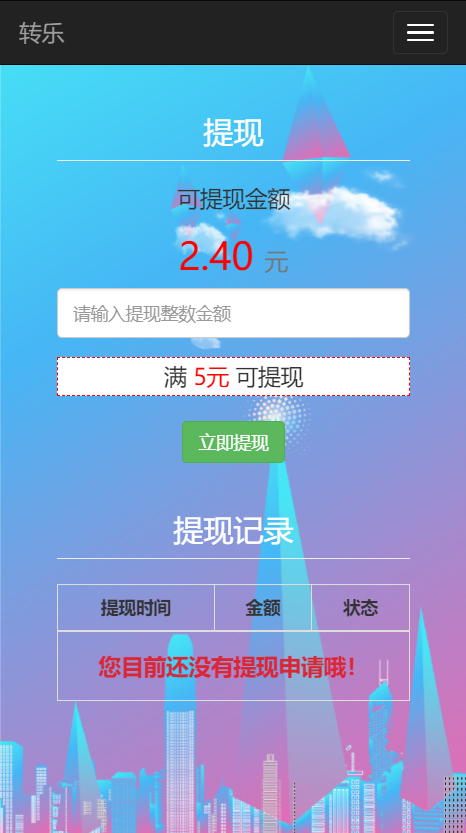 转乐
提现
可提现金额
2.40 元
请输入提现整数金额
满 5元 可提现
立即提现
提现记录
提现时间 金额 状态
您目前还没有提现申请哦！